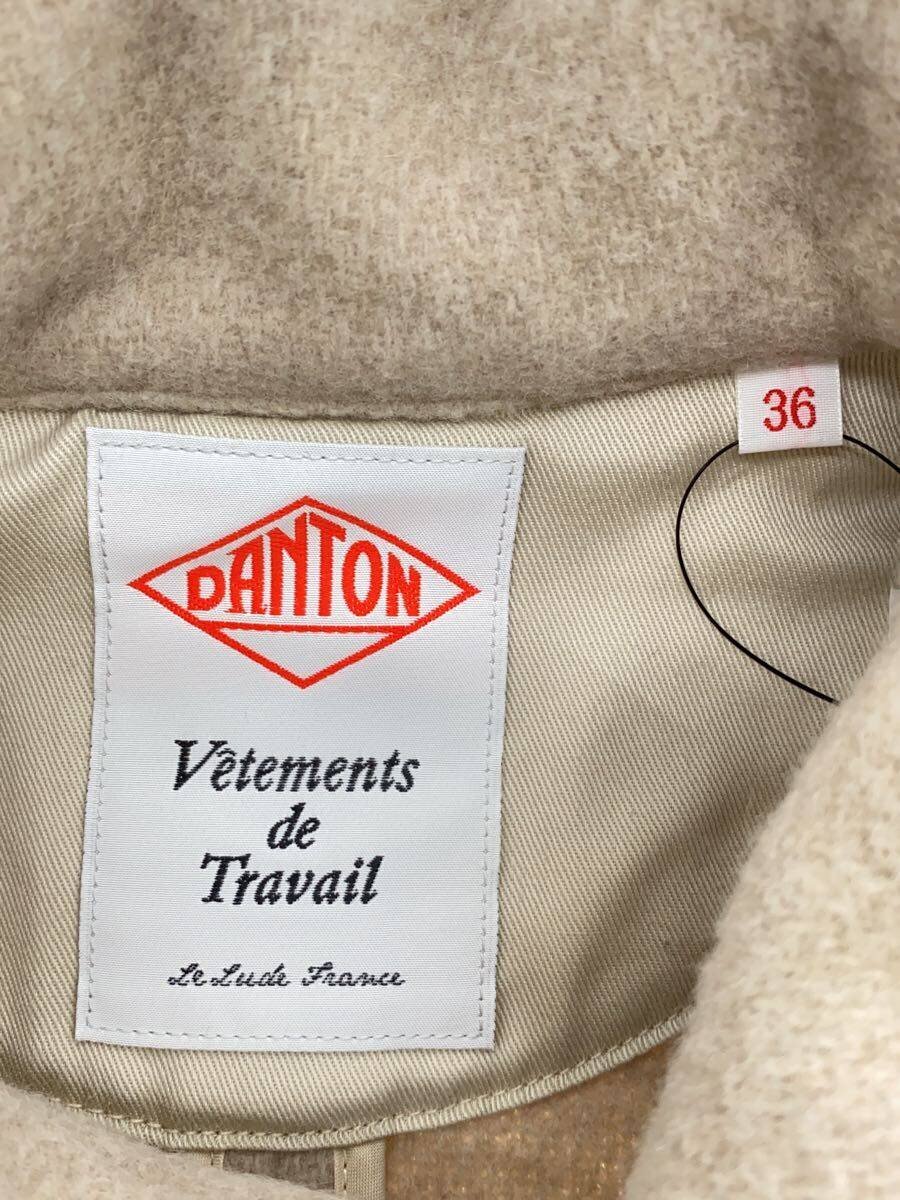 36
DANTON
Vêtements
de
Travail
Le Lude France